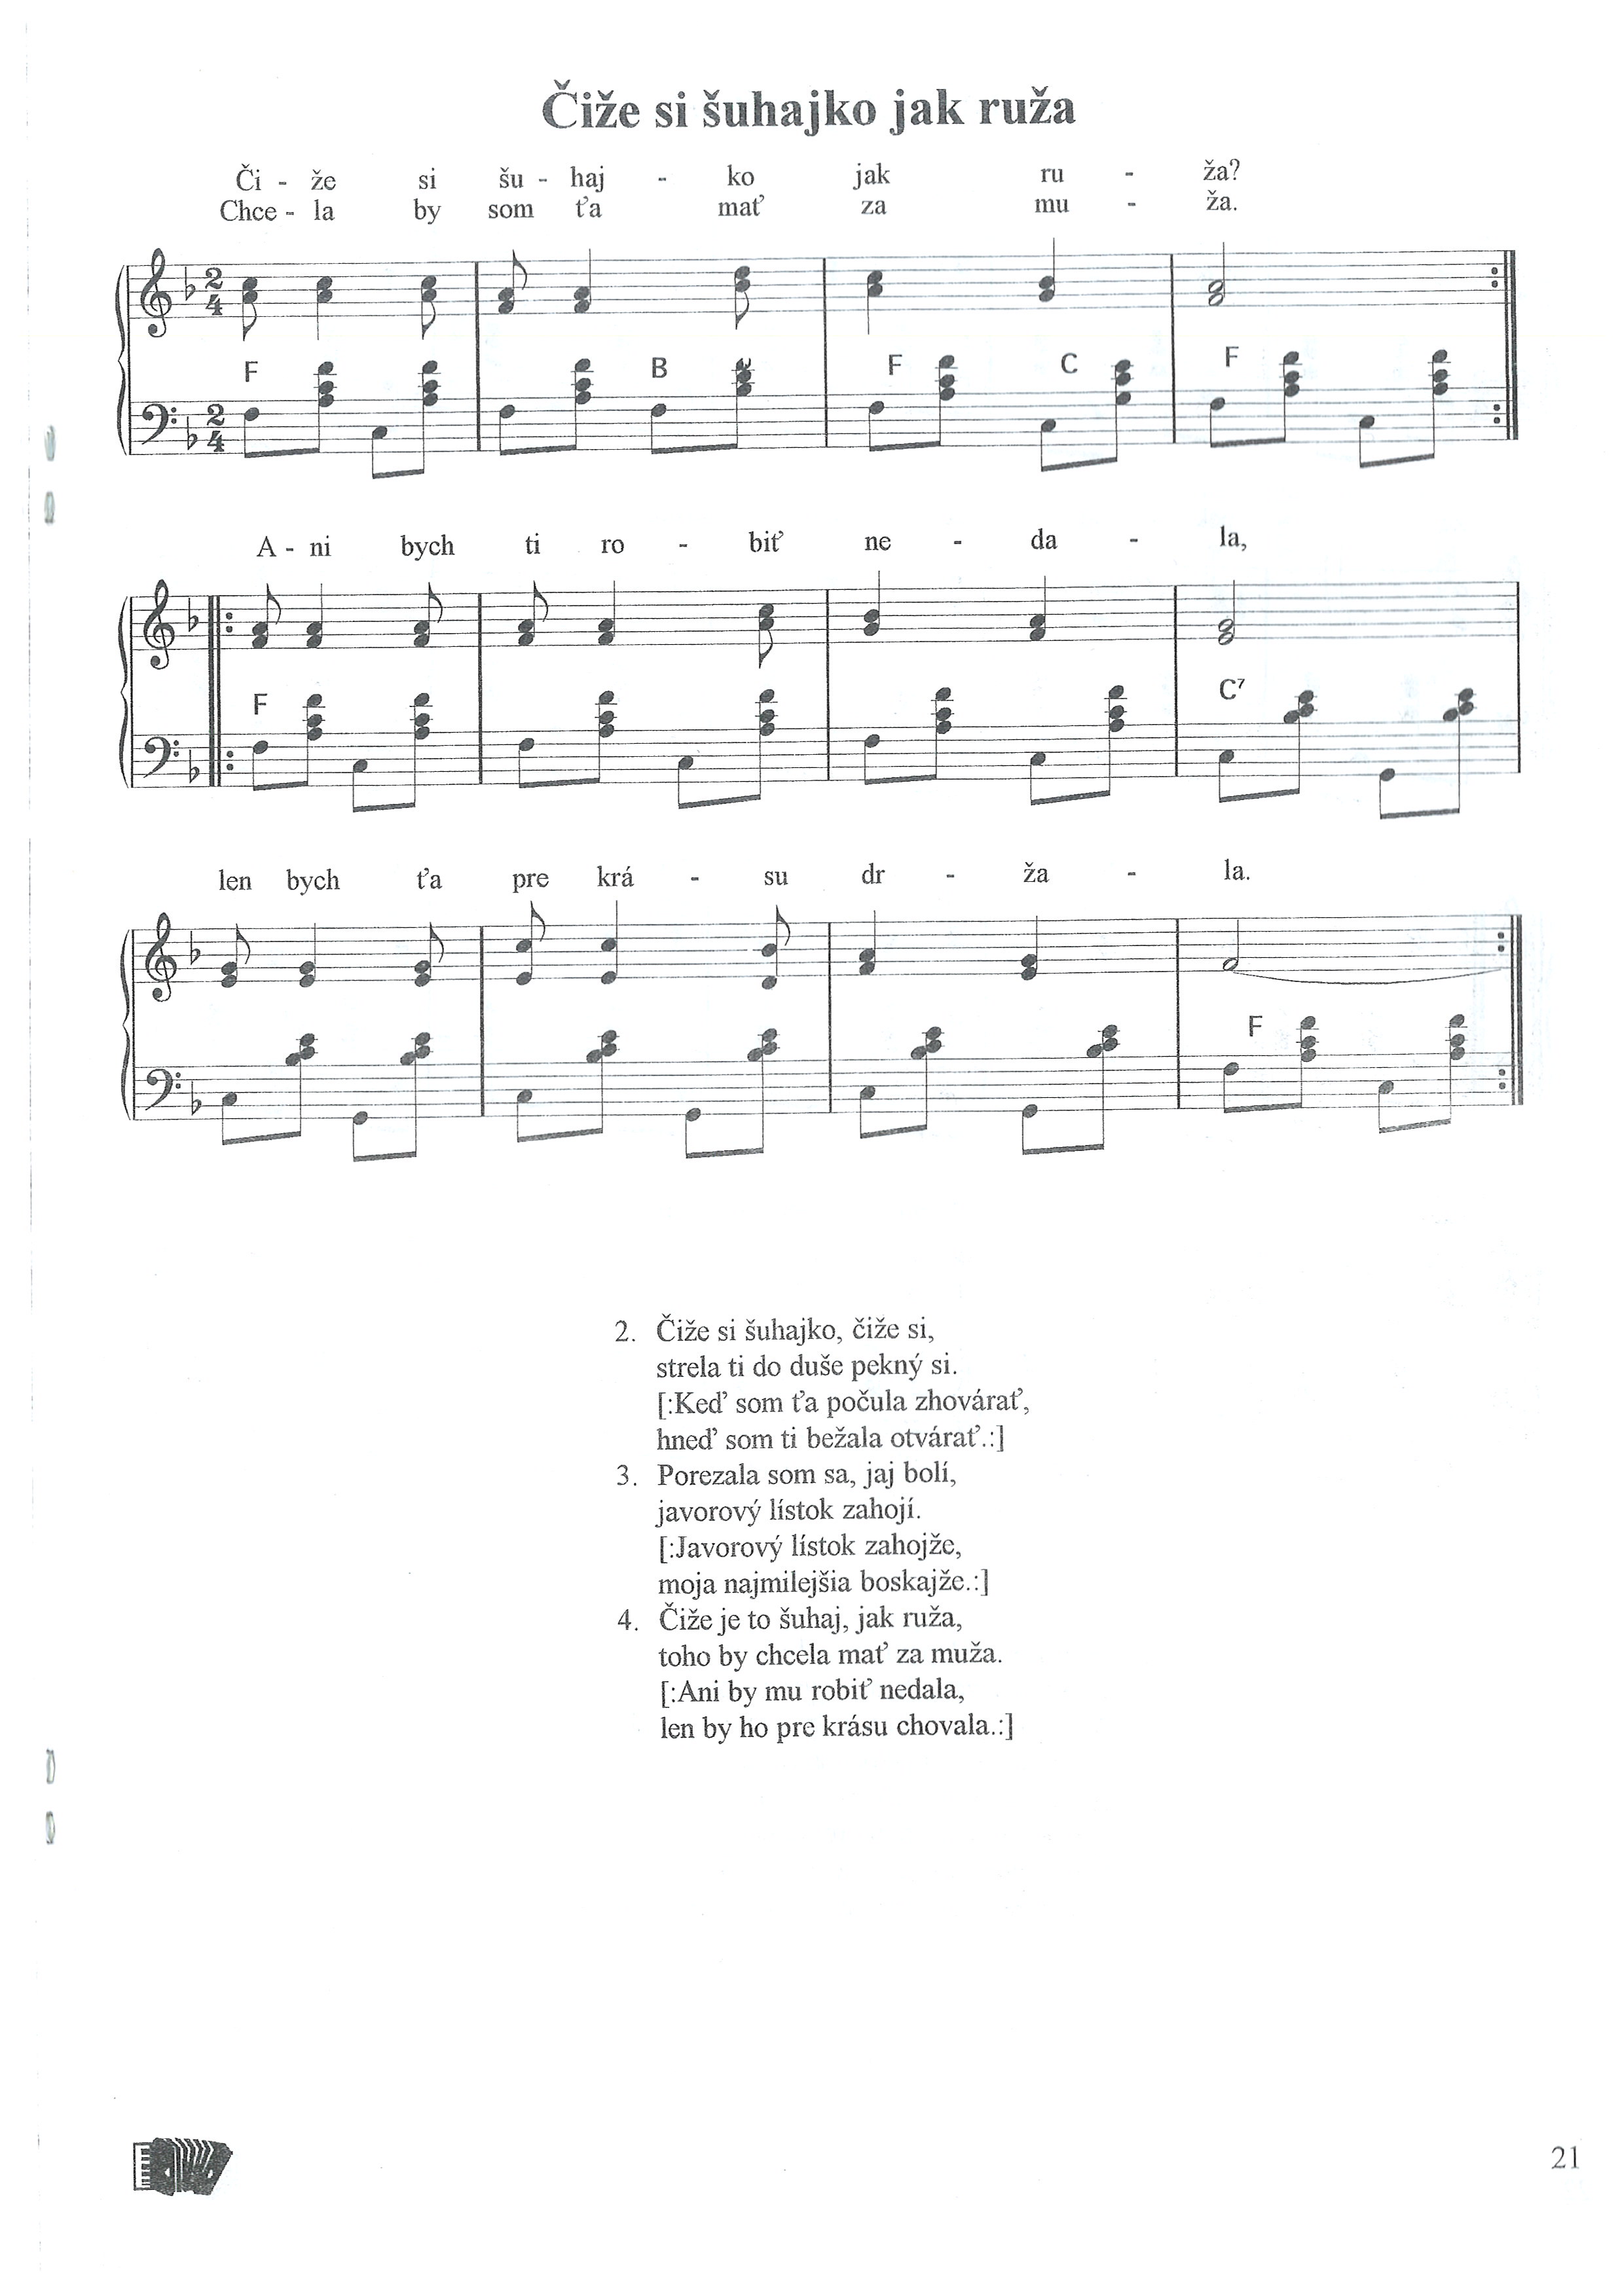 Čiže si šuhajko jak ruža
Či - že si šu - haj - ko jak ru - ža?
Chce - la by som ťa mať za mu - ža.
2 4
F B F C F
2 4
A - ni bych ti ro - biť ne - da - la,
F C⁷
len bych ťa pre krá - su dr - ža - la.
F
2. Čiže si šuhajko, čiže si,
strela ti do duše pekný si.
[:Keď som ťa počula zhovárať,
hneď som ti bežala otvárať.:]
3. Porezala som sa, jaj bolí,
javorový lístok zahojí.
[:Javorový lístok zahojže,
moja najmilejšia boskajže.:]
4. Čiže je to šuhaj, jak ruža,
toho by chcela mať za muža.
[:Ani by mu robiť nedala,
len by ho pre krásu chovala.:]
21